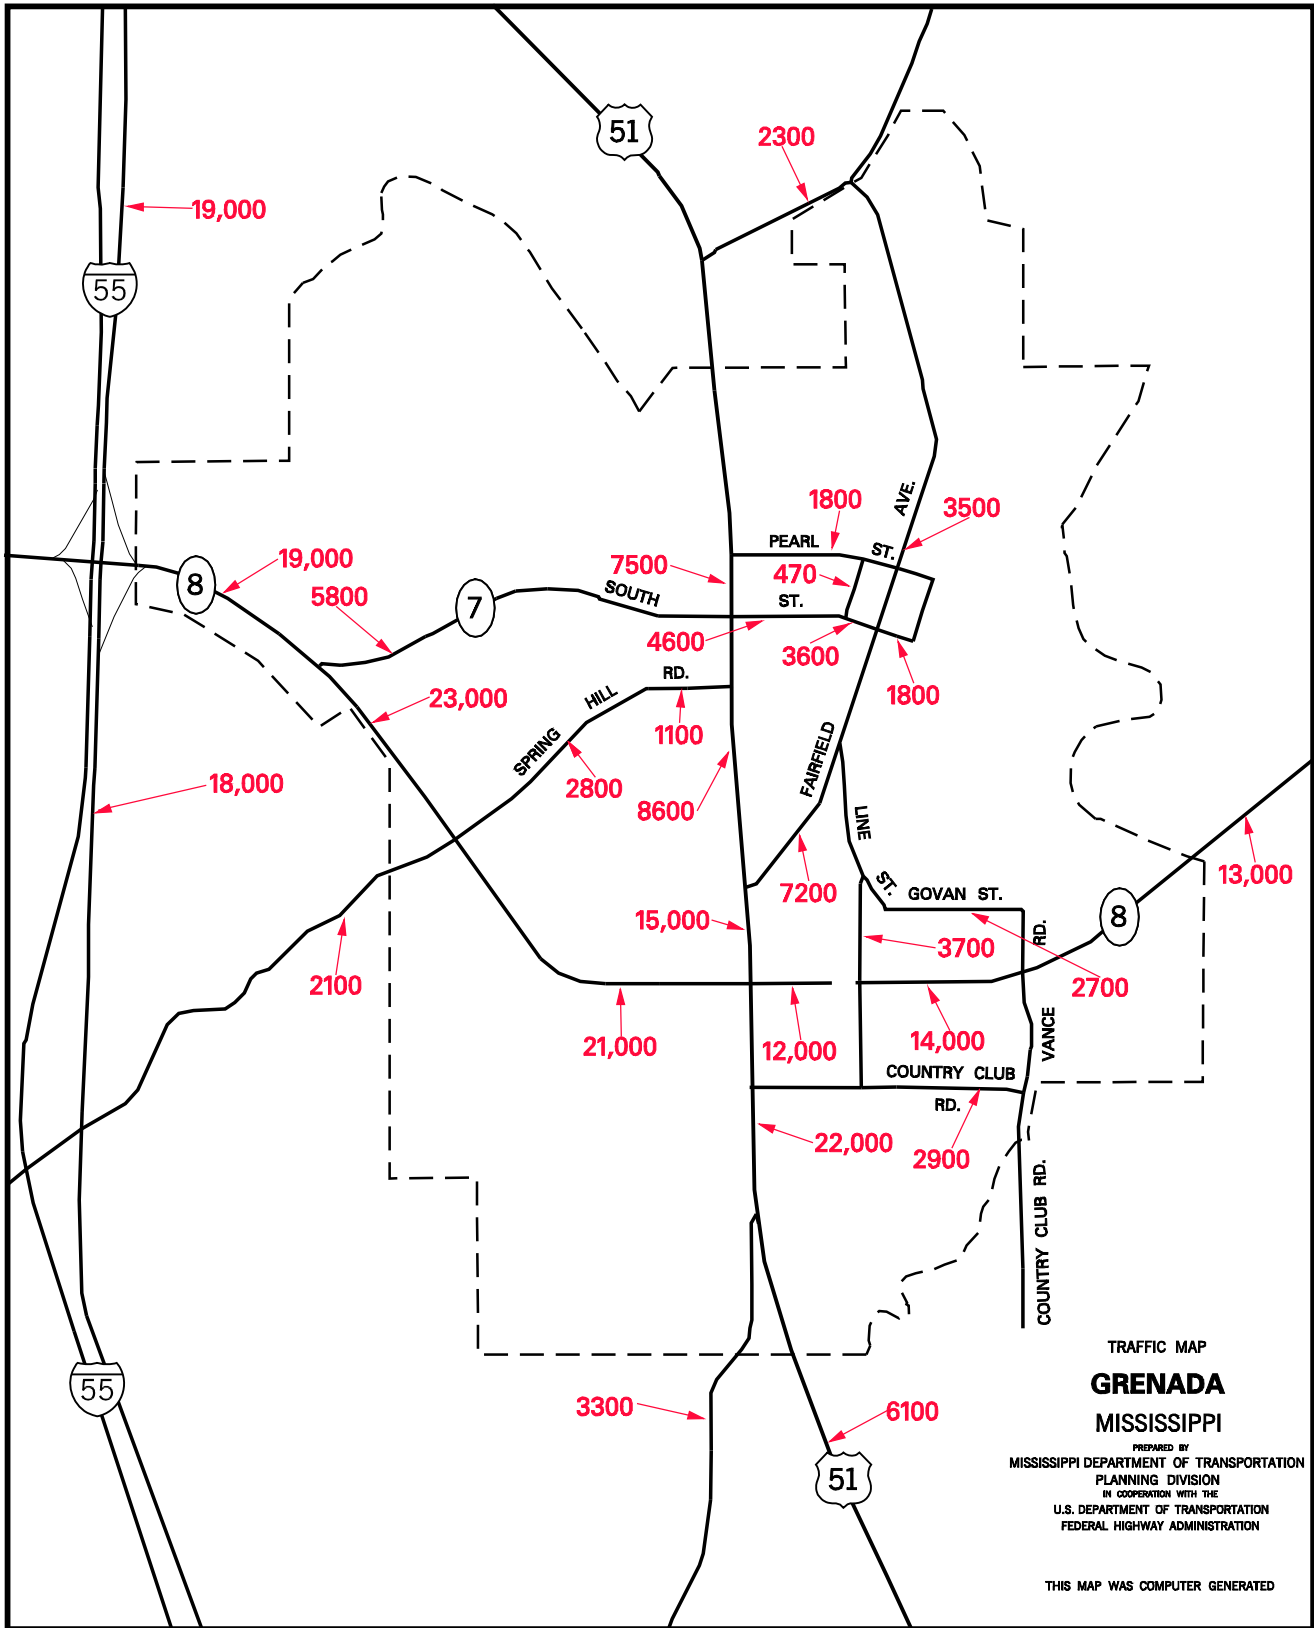 51
2300
19,000
55
1800
AVE.
3500
PEARL
ST.
19,000
7500
470
8
5800
7
SOUTH
ST.
4600
3600
RD.
1800
23,000
HILL
1100
SPRING
FAIRFIELD
18,000
2800
8600
LINE
13,000
7200
ST.
GOVAN ST.
15,000
8
RD.
3700
2100
2700
21,000
12,000
14,000
VANCE
COUNTRY CLUB
RD.
22,000
2900
COUNTRY CLUB RD.
55
3300
6100
51
TRAFFIC MAP
GRENADA
MISSISSIPPI
PREPARED BY
MISSISSIPPI DEPARTMENT OF TRANSPORTATION
PLANNING DIVISION
IN COOPERATION WITH THE
U.S. DEPARTMENT OF TRANSPORTATION
FEDERAL HIGHWAY ADMINISTRATION
THIS MAP WAS COMPUTER GENERATED